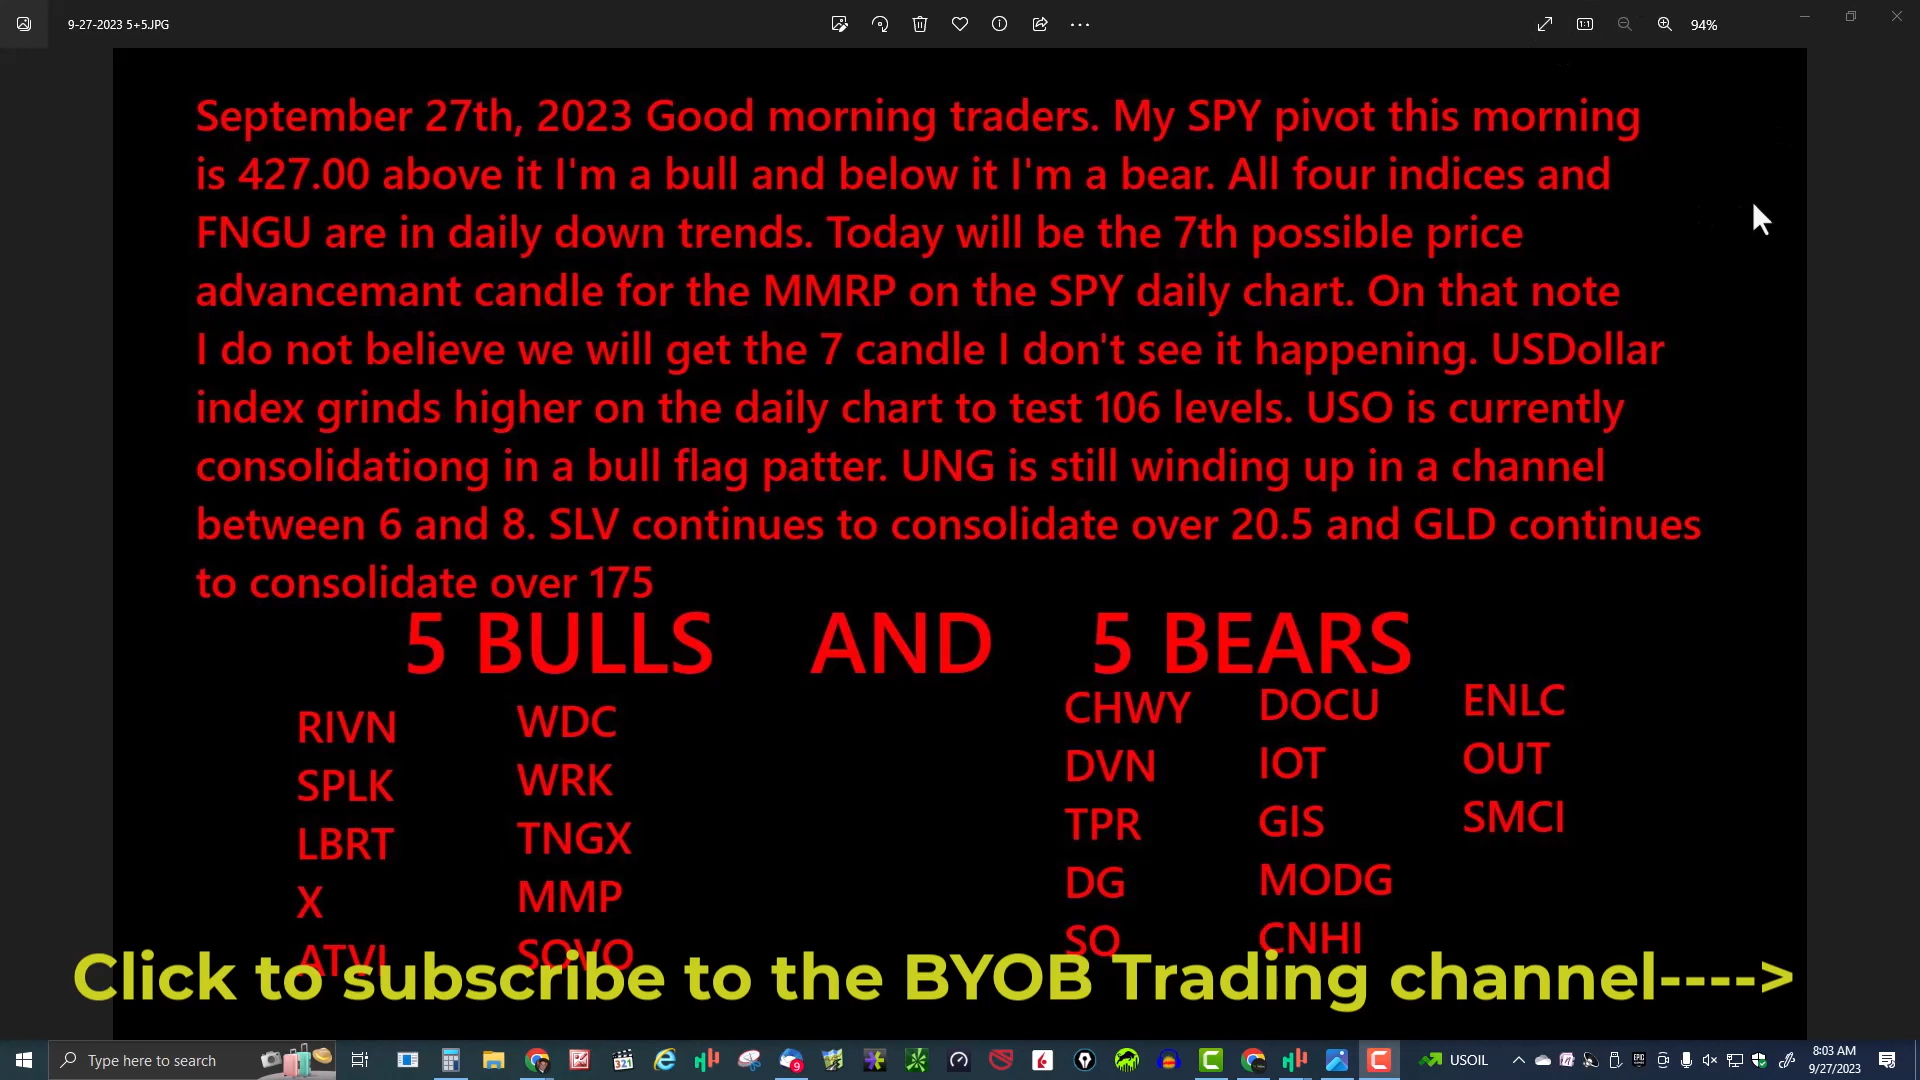 9-27-2023 5+5.JPG
94%
September 27th, 2023 Good morning traders. My SPY pivot this morning
is 427.00 above it I'm a bull and below it I'm a bear. All four indices and
FNGU are in daily down trends. Today will be the 7th possible price
advancemant candle for the MMRP on the SPY daily chart. On that note
I do not believe we will get the 7 candle I don't see it happening. USDollar
index grinds higher on the daily chart to test 106 levels. USO is currently
consolidationg in a bull flag patter. UNG is still winding up in a channel
between 6 and 8. SLV continues to consolidate over 20.5 and GLD continues
to consolidate over 175
5 BULLS AND 5 BEARS
RIVN WDC CHWY DOCU ENLC
SPLK WRK DVN IOT OUT
LBRT TNGX TPR GIS SMCI
X MMP DG MODG
ATVI SOVO SO CNHI
Click to subscribe to the BYOB Trading channel---->
Type here to search
USOIL
8:03 AM
9/27/2023